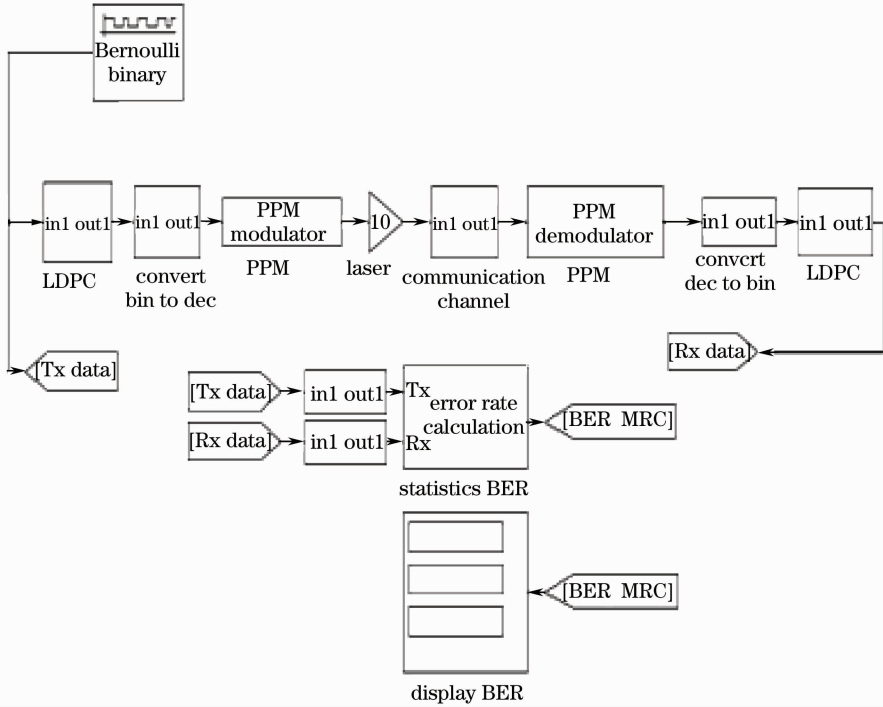 Bernoulli
binary
in1 out1
LDPC
in1 out1
convert
bin to dec
PPM
modulator
PPM
10
laser
in1 out1
communication
channel
PPM
demodulator
PPM
in1 out1
convcrt
dec to bin
in1 out1
LDPC
[Tx data]
[Rx data]
[Tx data]
in1 out1
Tx
[Rx data]
in1 out1
Rx
error rate
calculation
statistics BER
[BER MRC]
[BER MRC]
display BER